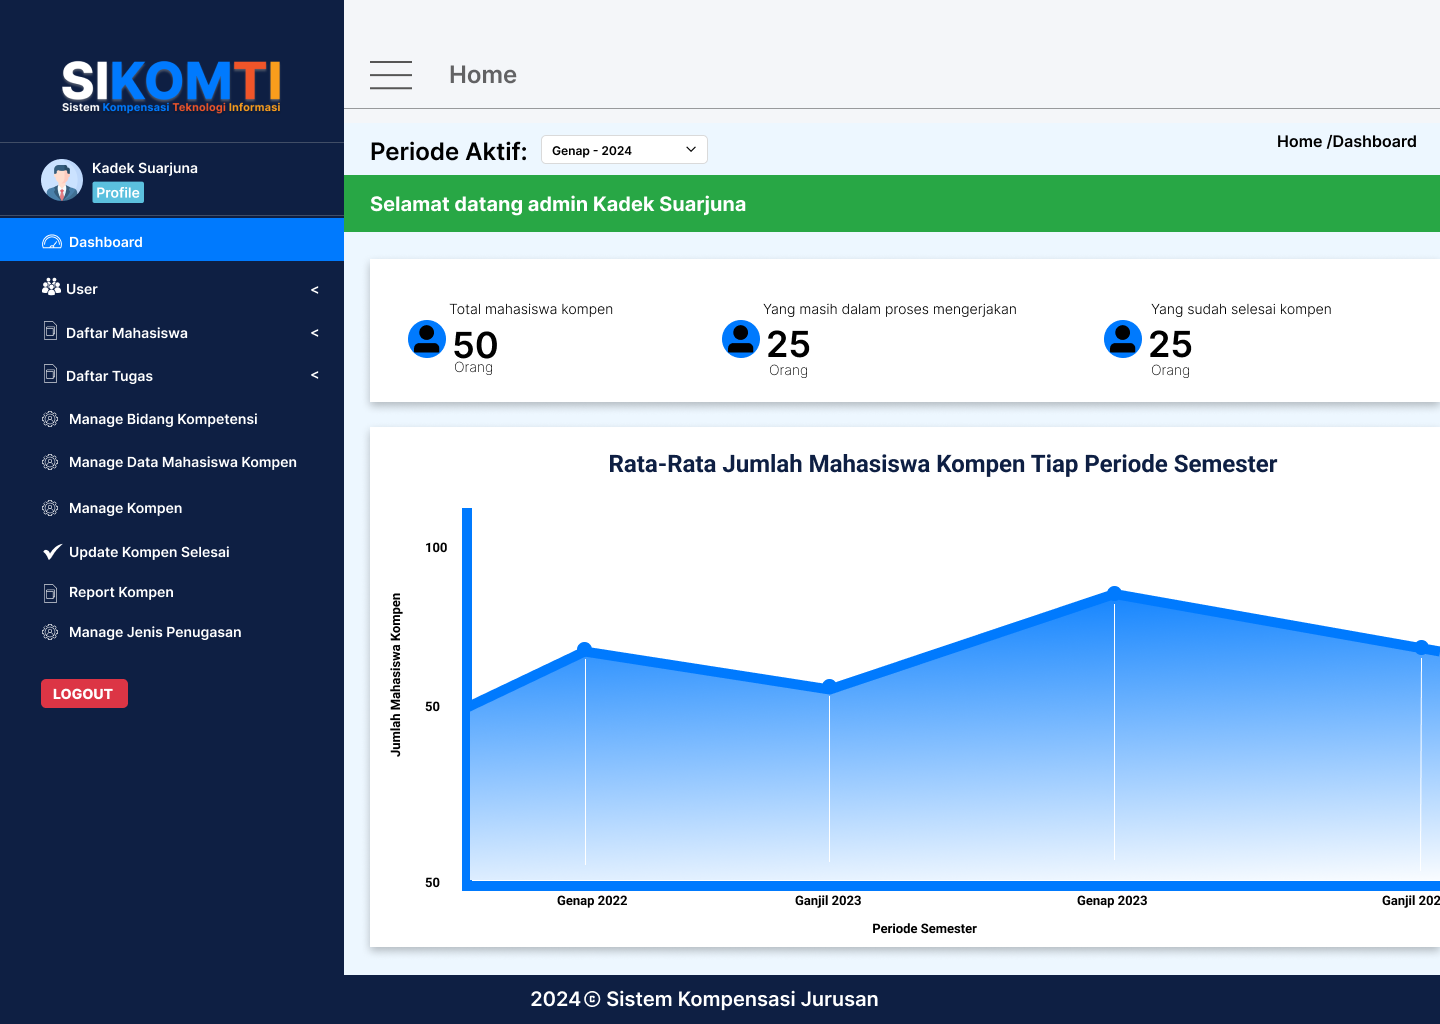 SIKOMTI
Sistem Kompensasi Teknologi Informasi
Kadek Suarjuna
Profile
Dashboard
User <
Daftar Mahasiswa <
Daftar Tugas <
Manage Bidang Kompetensi
Manage Data Mahasiswa Kompen
Manage Kompen
Update Kompen Selesai
Report Kompen
Manage Jenis Penugasan
LOGOUT
Home
Periode Aktif: Genap - 2024
Home /Dashboard
Selamat datang admin Kadek Suarjuna
Total mahasiswa kompen
50
Orang
Yang masih dalam proses mengerjakan
25
Orang
Yang sudah selesai kompen
25
Orang
Rata-Rata Jumlah Mahasiswa Kompen Tiap Periode Semester
100
50
50
Jumlah Mahasiswa Kompen
Genap 2022 Ganjil 2023 Genap 2023 Ganjil 202
Periode Semester
2024 © Sistem Kompensasi Jurusan